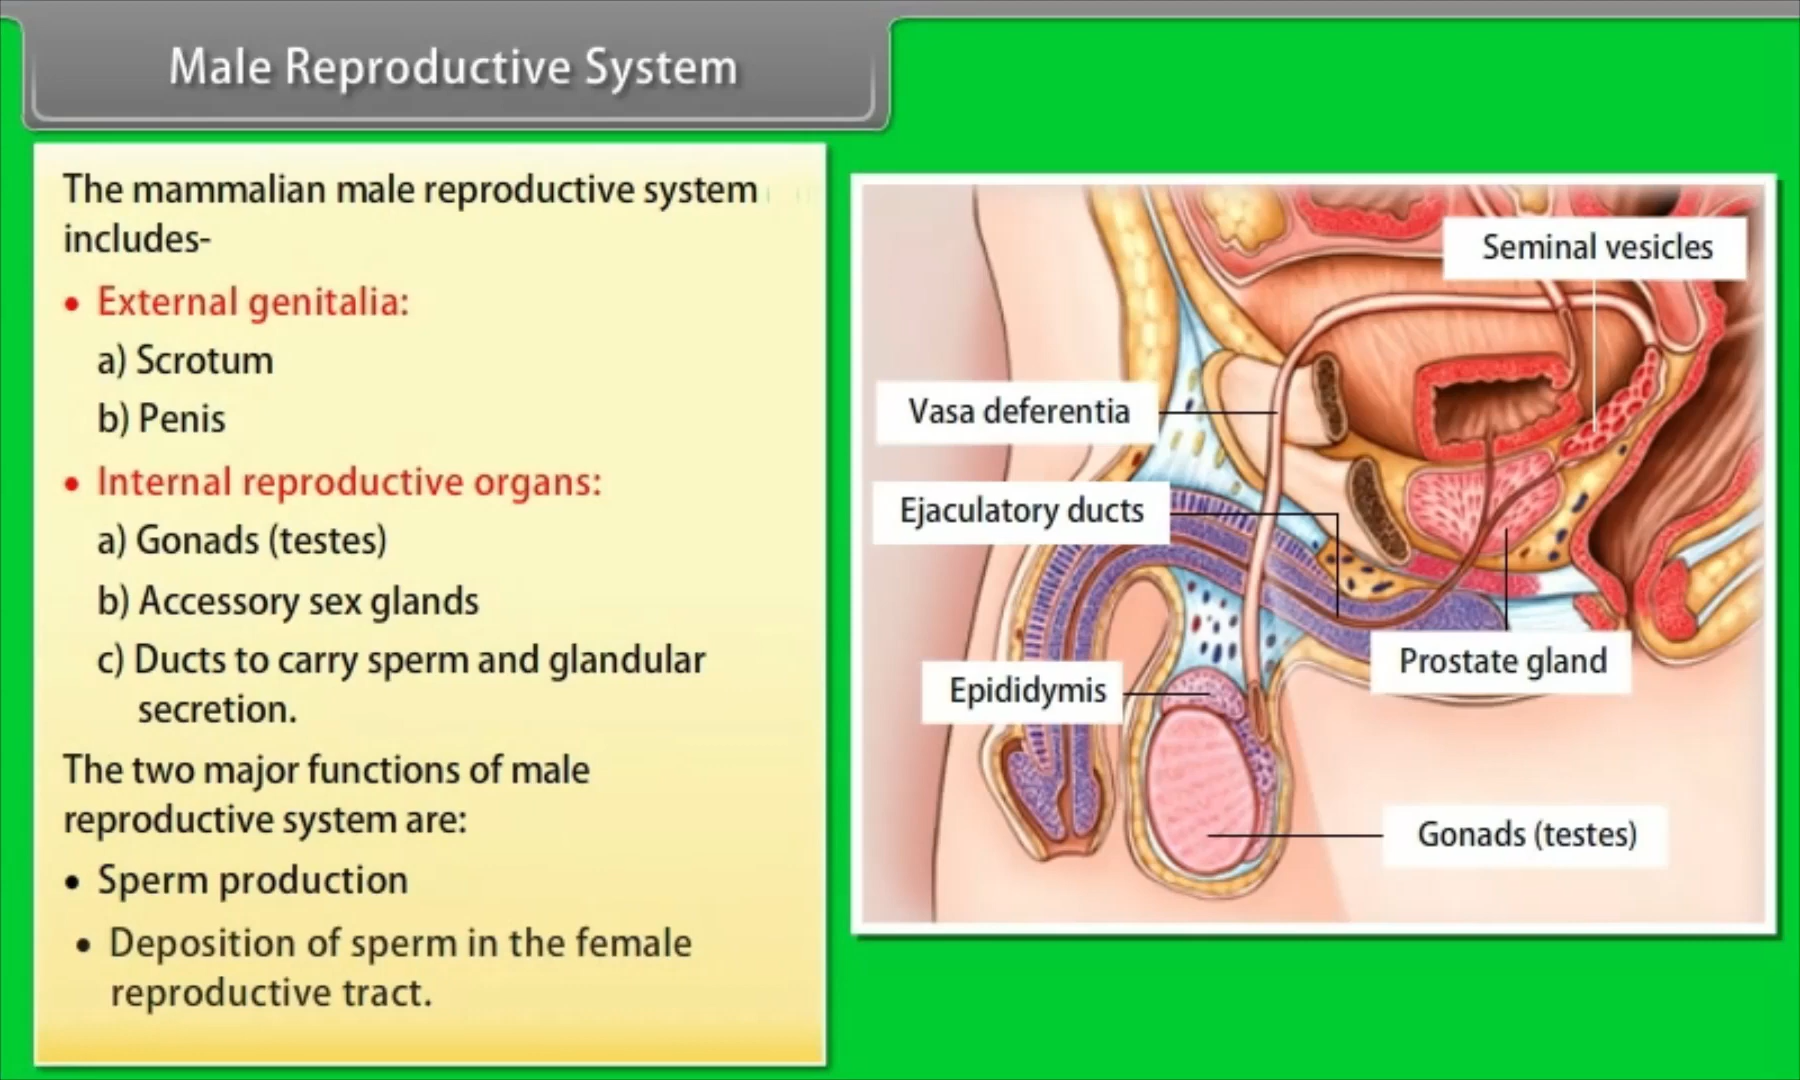 Male Reproductive System
The mammalian male reproductive system
includes-
• External genitalia:
a) Scrotum
b) Penis
• Internal reproductive organs:
a) Gonads (testes)
b) Accessory sex glands
c) Ducts to carry sperm and glandular
secretion.
The two major functions of male
reproductive system are:
• Sperm production
• Deposition of sperm in the female
reproductive tract.
Seminal vesicles
Vasa deferentia
Ejaculatory ducts
Prostate gland
Epididymis
Gonads (testes)